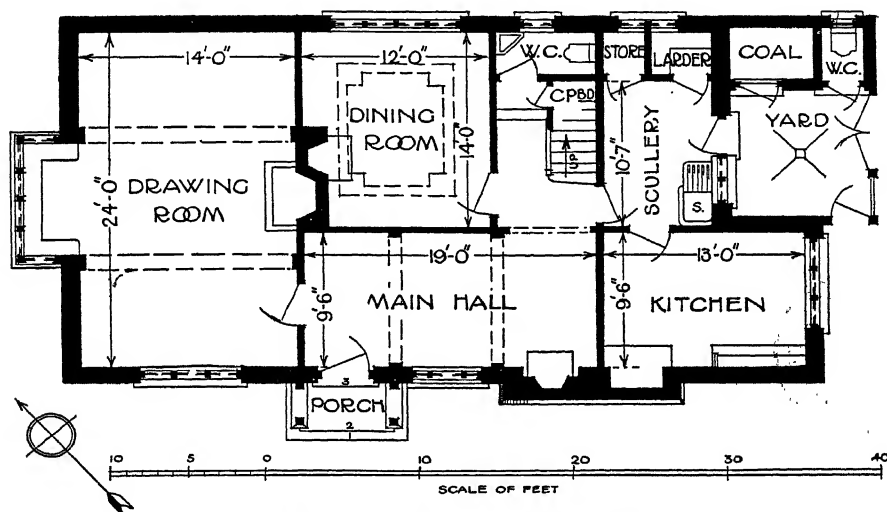 14'-0"
12'-0"
W.C.
STORE
LARDER
COAL
W.C.
CPBD
DINING
ROOM
14'-0"
UP
10'-7"
SCULLERY
YARD
DRAWING
ROOM
24'-0"
S.
19'-0"
13'-0"
9'-6"
MAIN HALL
9'-6"
KITCHEN
3
PORCH
2
1
10 5 0 10 20 30 40
SCALE OF FEET